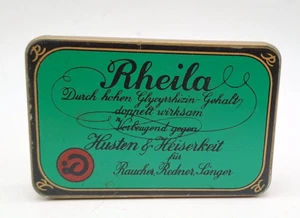 Rheila
Durch hohen Glycyrrhizin-Gehalt
doppelt wirksam
Vorbeugend gegen
Husten & Heiserkeit
für
Raucher, Redner, Sänger